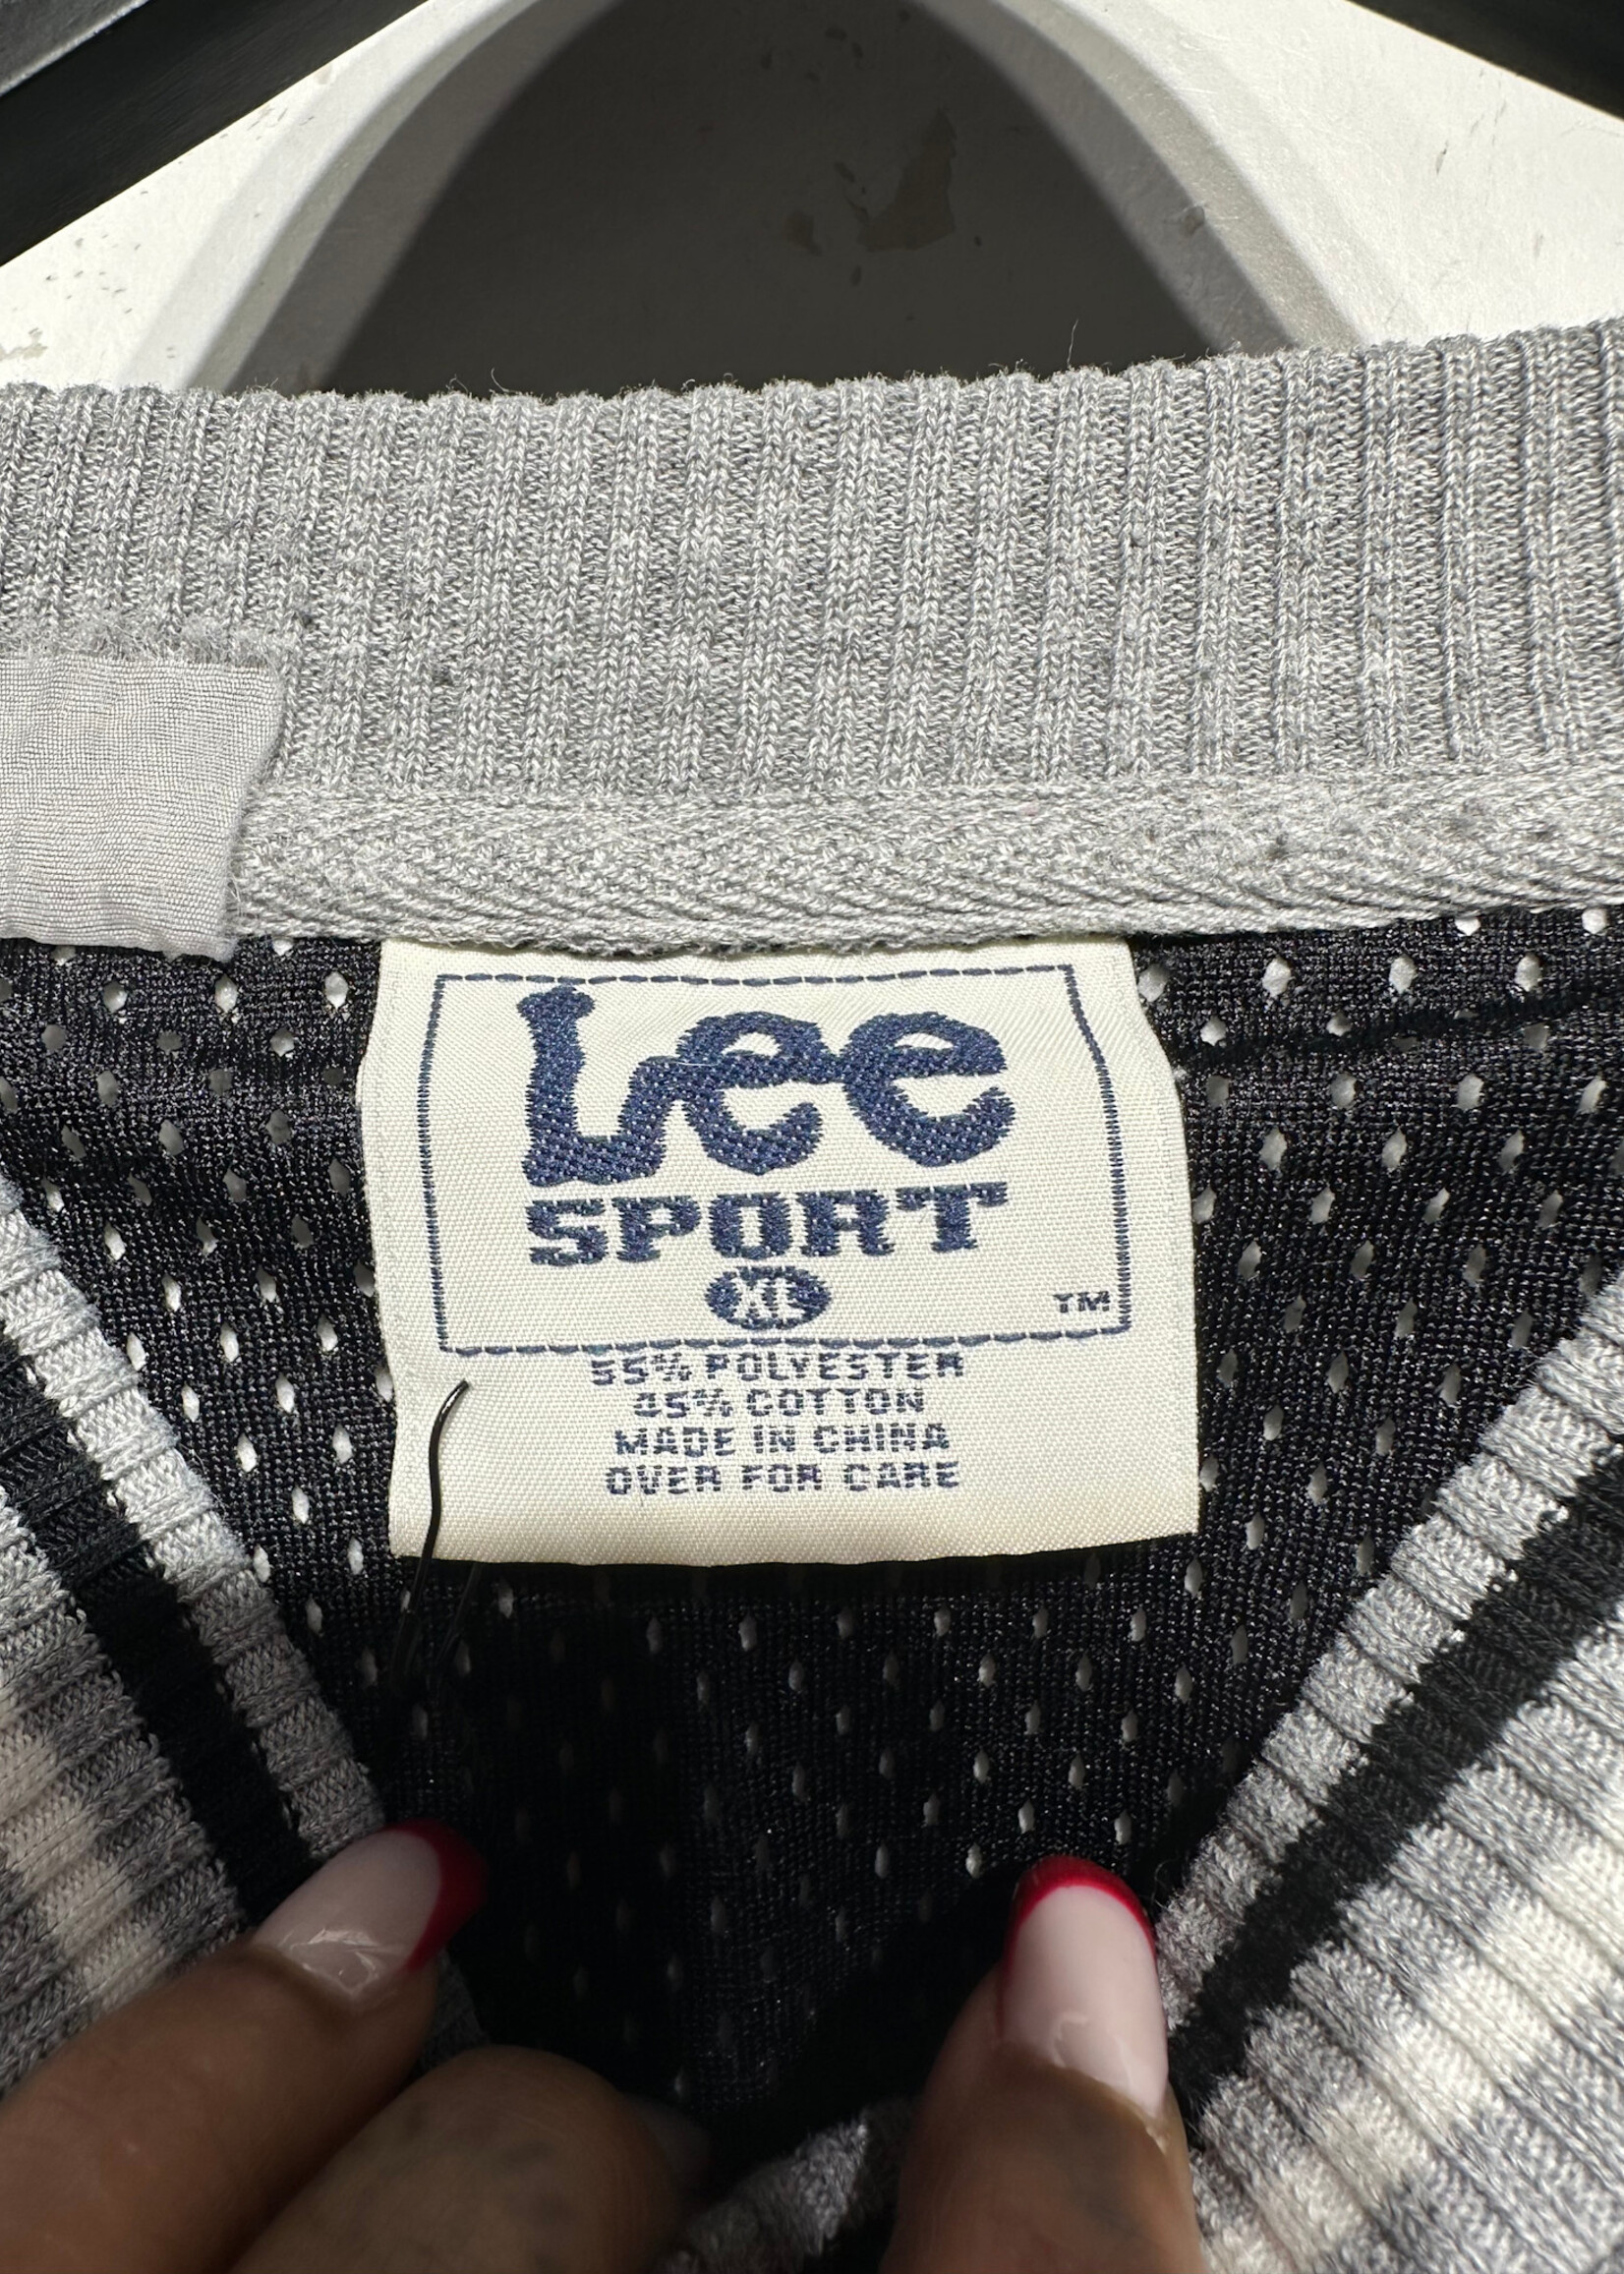 Lee
SPORT
XL
TM
55% POLYESTER
45% COTTON
MADE IN CHINA
OVER FOR CARE